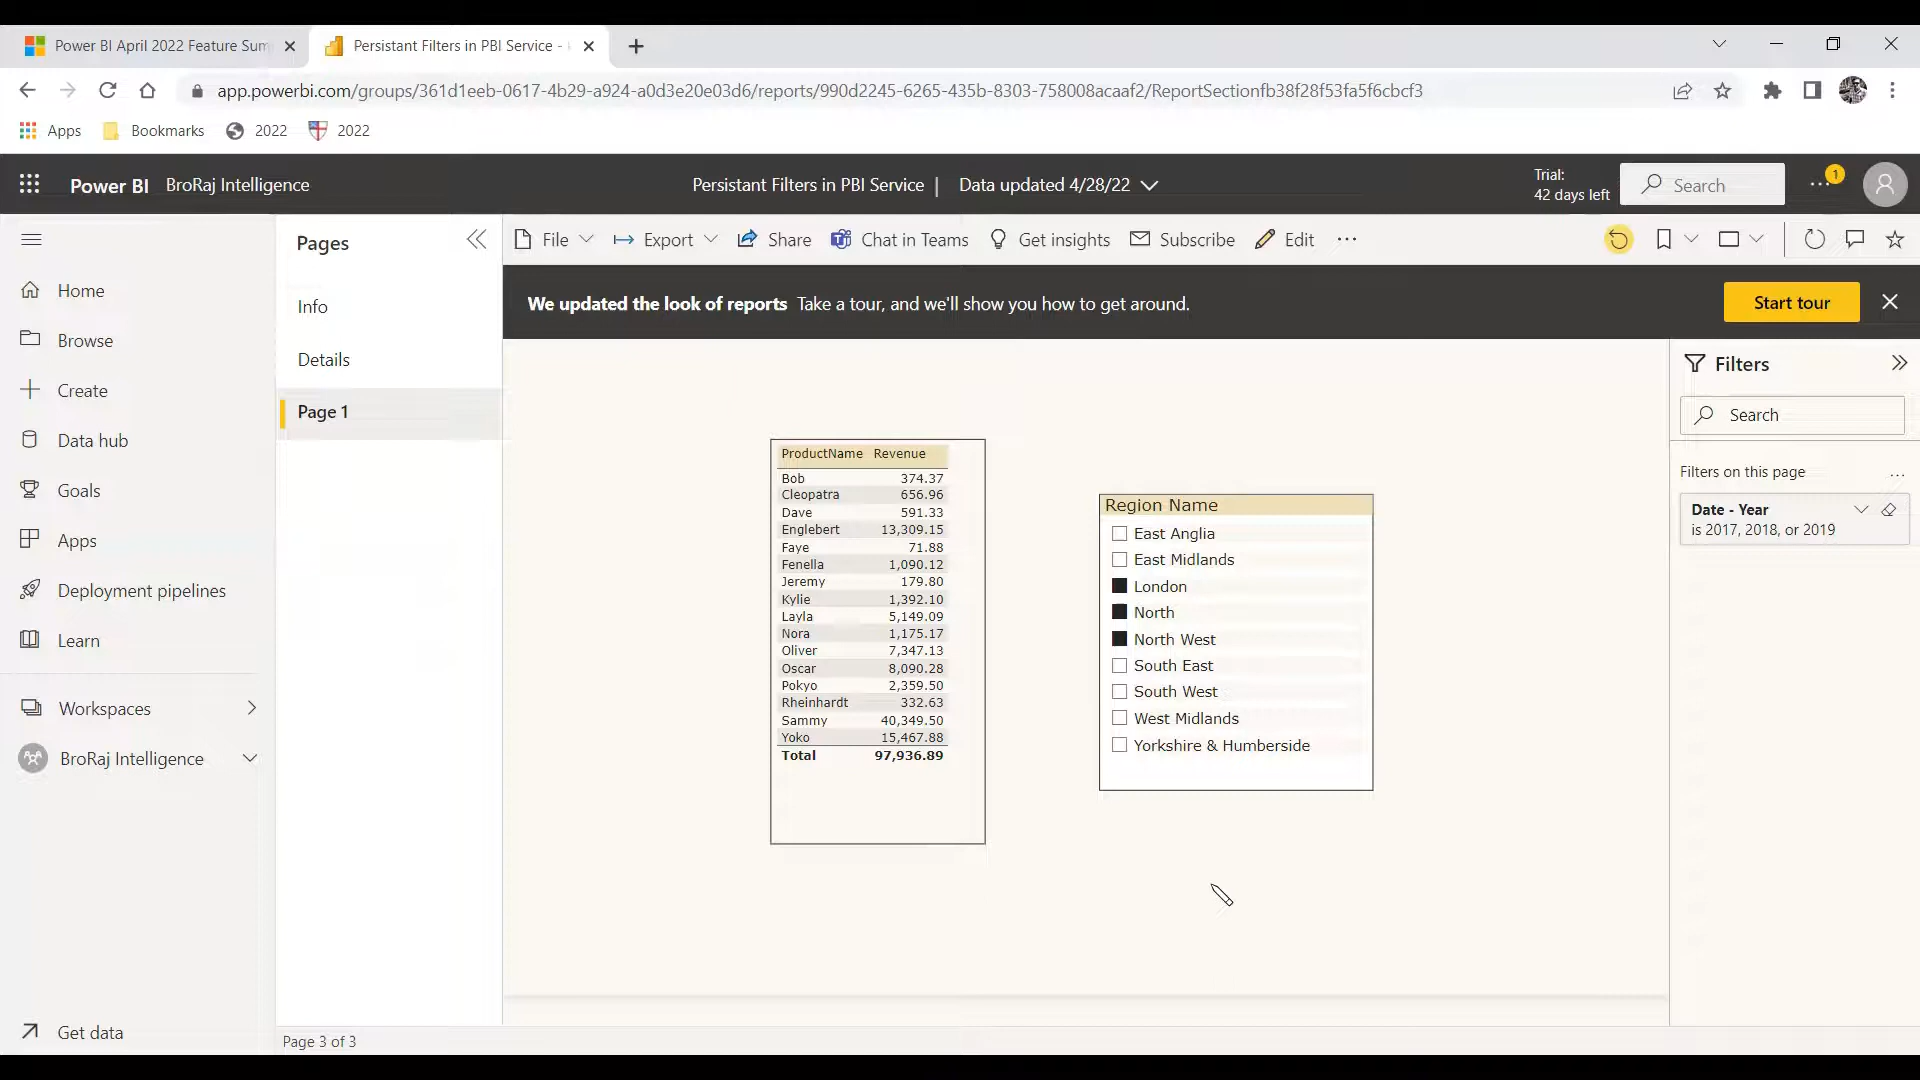 Power BI April 2022 Feature Sum
Persistant Filters in PBI Service -
app.powerbi.com/groups/361d1eeb-0617-4b29-a924-a0d3e20e03d6/reports/990d2245-6265-435b-8303-758008acaaf2/ReportSectionfb38f28f53fa5f6cbcf3
Apps Bookmarks 2022 2022
Power BI BroRaj Intelligence
Persistant Filters in PBI Service | Data updated 4/28/22
Trial:
42 days left
Search
1
Home
Browse
Create
Data hub
Goals
Apps
Deployment pipelines
Learn
Workspaces
BroRaj Intelligence
Get data
Pages
Info
Details
Page 1
Page 3 of 3
File Export Share Chat in Teams Get insights Subscribe Edit
We updated the look of reports Take a tour, and we'll show you how to get around.
Start tour
ProductName Revenue
Bob 374.37
Cleopatra 656.96
Dave 591.33
Englebert 13,309.15
Faye 71.88
Fenella 1,090.12
Jeremy 179.80
Kylie 1,392.10
Layla 5,149.09
Nora 1,175.17
Oliver 7,347.13
Oscar 8,090.28
Pokyo 2,359.50
Rheinhardt 332.63
Sammy 40,349.50
Yoko 15,467.88
Total 97,936.89
Region Name
East Anglia
East Midlands
London
North
North West
South East
South West
West Midlands
Yorkshire & Humberside
Filters
Search
Filters on this page
Date - Year
is 2017, 2018, or 2019